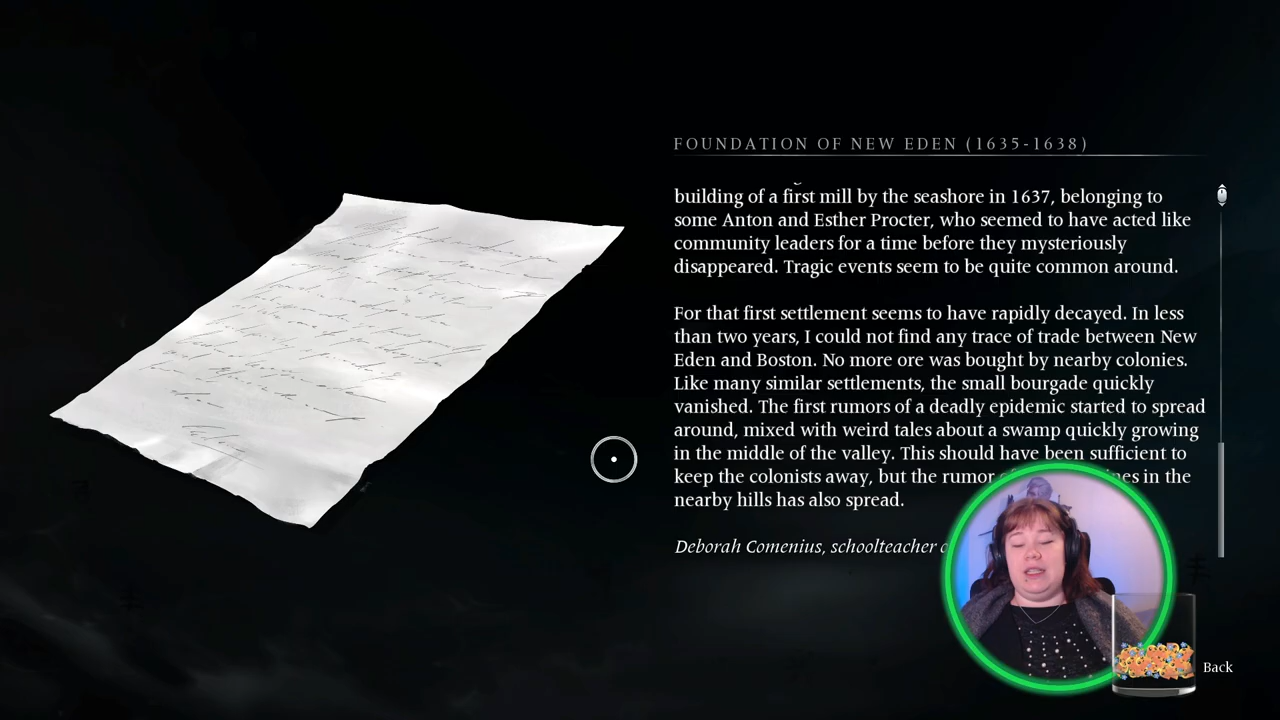 FOUNDATION OF NEW EDEN (1635-1638)
building of a first mill by the seashore in 1637, belonging to
some Anton and Esther Procter, who seemed to have acted like
community leaders for a time before they mysteriously
disappeared. Tragic events seem to be quite common around.
For that first settlement seems to have rapidly decayed. In less
than two years, I could not find any trace of trade between New
Eden and Boston. No more ore was bought by nearby colonies.
Like many similar settlements, the small bourgade quickly
vanished. The first rumors of a deadly epidemic started to spread
around, mixed with weird tales about a swamp quickly growing
in the middle of the valley. This should have been sufficient to
keep the colonists away, but the rumor in the
nearby hills has also spread.
Deborah Comenius, schoolteacher
Back